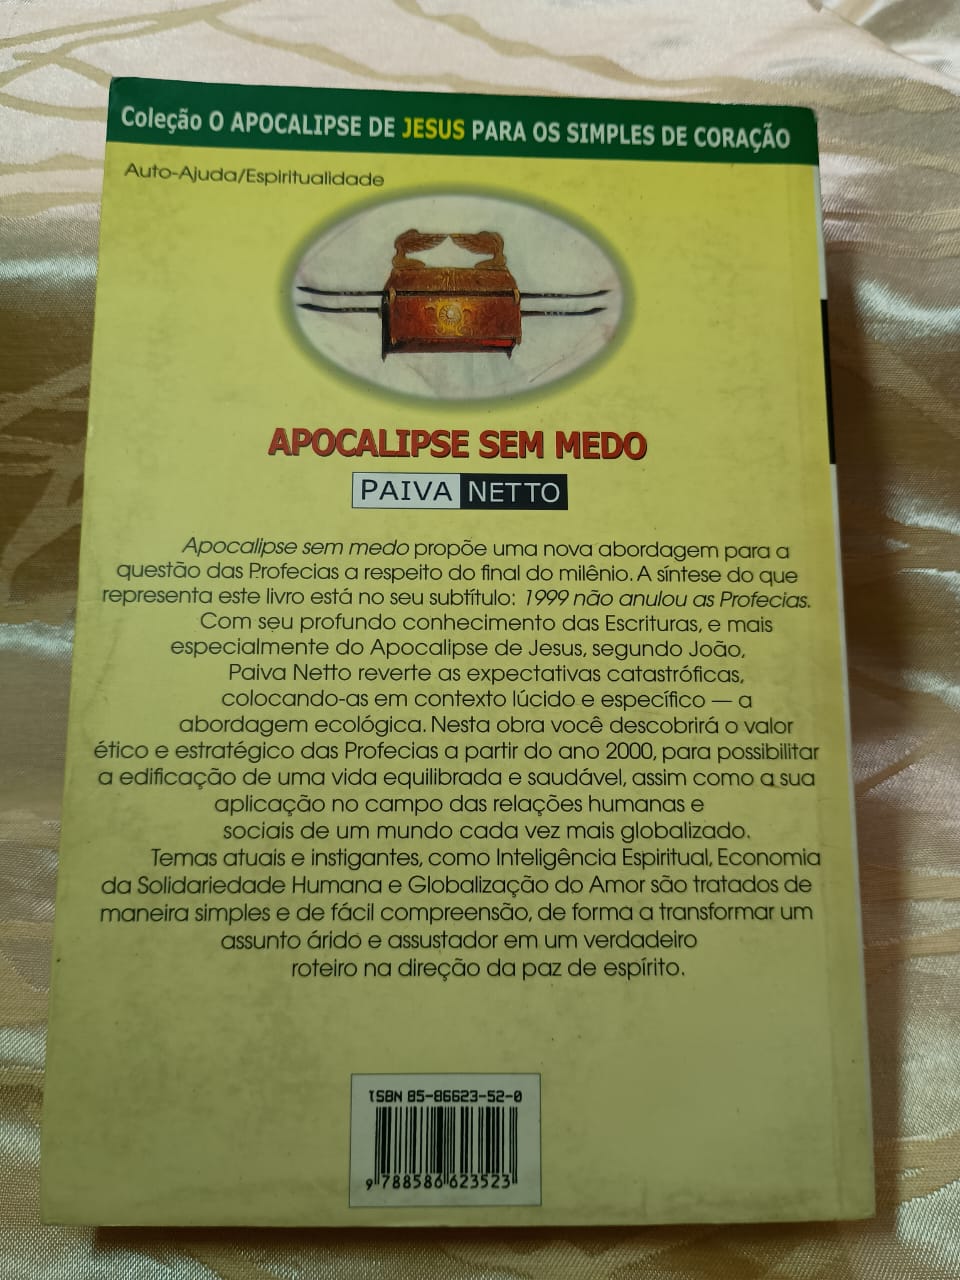 Coleção O APOCALIPSE DE JESUS PARA OS SIMPLES DE CORAÇÃO
Auto-Ajuda/Espiritualidade
APOCALIPSE SEM MEDO
PAIVA NETTO
Apocalipse sem medo propõe uma nova abordagem para a
questão das Profecias a respeito do final do milênio. A síntese do que
representa este livro está no seu subtítulo: 1999 não anulou as Profecias.
Com seu profundo conhecimento das Escrituras, e mais
especialmente do Apocalipse de Jesus, segundo João,
Paiva Netto reverte as expectativas catastróficas,
colocando-as em contexto lúcido e específico — a
abordagem ecológica. Nesta obra você descobrirá o valor
ético e estratégico das Profecias a partir do ano 2000, para possibilitar
a edificação de uma vida equilibrada e saudável, assim como a sua
aplicação no campo das relações humanas e
sociais de um mundo cada vez mais globalizado.
Temas atuais e instigantes, como Inteligência Espiritual, Economia
da Solidariedade Humana e Globalização do Amor são tratados de
maneira simples e de fácil compreensão, de forma a transformar um
assunto árido e assustador em um verdadeiro
roteiro na direção da paz de espírito.
ISBN 85-86623-52-0
9 788586 623523